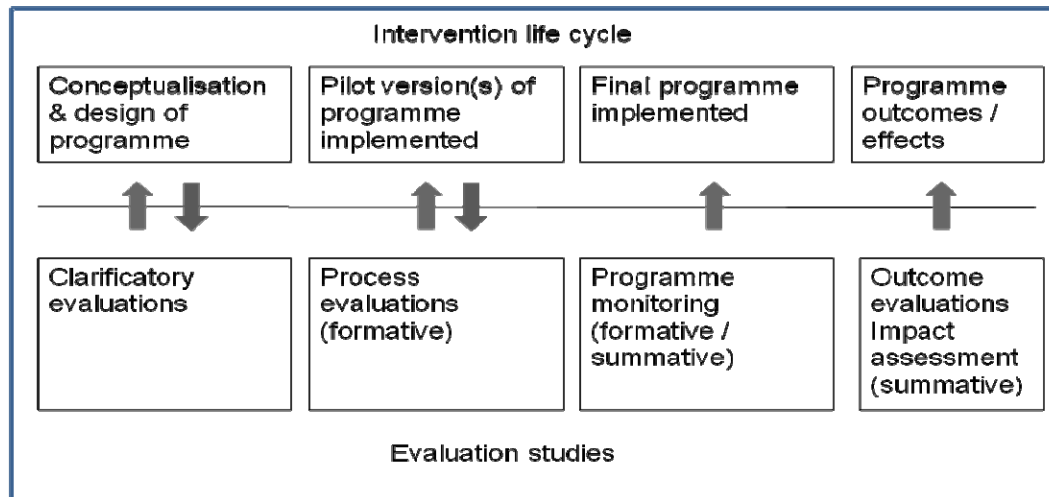 Intervention life cycle
Conceptualisation
& design of
programme
Pilot version(s) of
programme
implemented
Final programme
implemented
Programme
outcomes /
effects
Clarificatory
evaluations
Process
evaluations
(formative)
Programme
monitoring
(formative /
summative)
Outcome
evaluations
Impact
assessment
(summative)
Evaluation studies